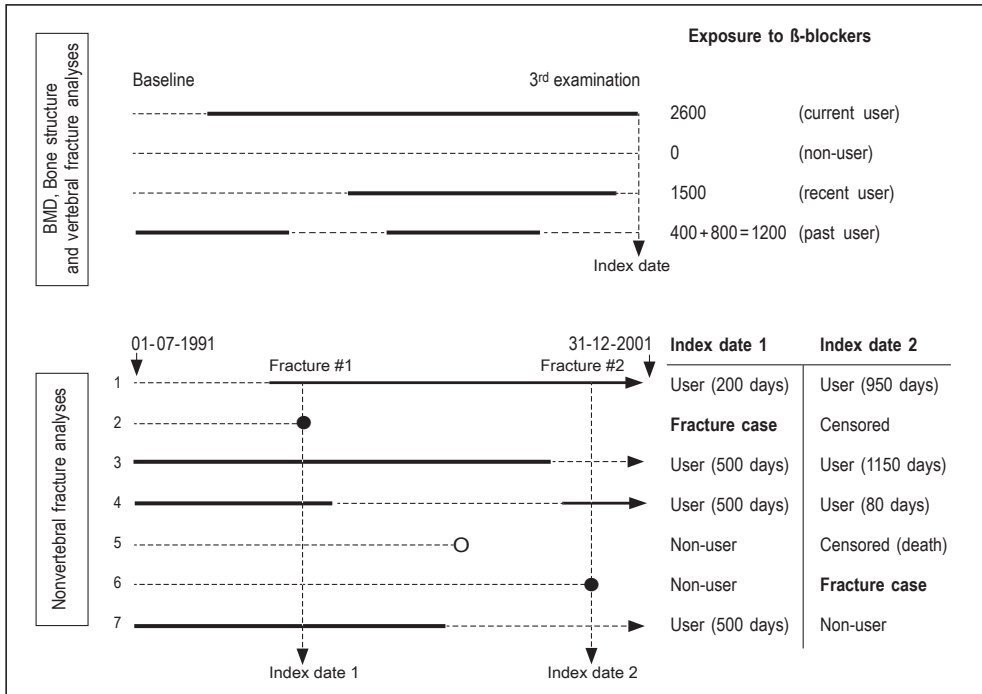 Exposure to ß-blockers
BMD, Bone structure
and vertebral fracture analyses
Baseline
3rd examination
2600 (current user)
0 (non-user)
1500 (recent user)
400+800=1200 (past user)
Index date
Nonvertebral fracture analyses
01-07-1991
31-12-2001
Index date 1
Index date 2
Fracture #1
Fracture #2
1 User (200 days) User (950 days)
2 Fracture case Censored
3 User (500 days) User (1150 days)
4 User (500 days) User (80 days)
5 Non-user Censored (death)
6 Non-user Fracture case
7 User (500 days) Non-user
Index date 1
Index date 2